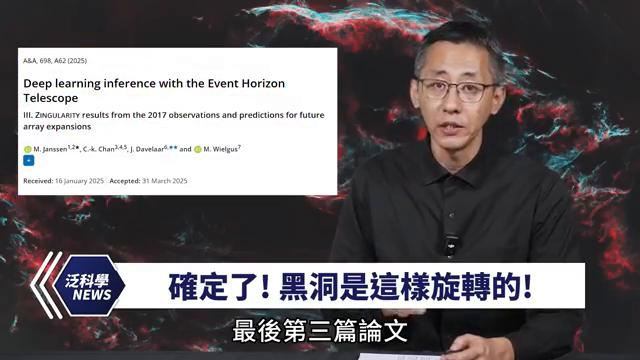 A&A, 698, A62 (2025)
Deep learning inference with the Event Horizon
Telescope
III. ZINGULARITY results from the 2017 observations and predictions for future
array expansions
M. Janssen1,2★, C.-k. Chan3,4,5, J. Davelaar6,★★ and M. Wielgus7
+
Received: 16 January 2025 Accepted: 31 March 2025
泛科學
NEWS
確定了! 黑洞是這樣旋轉的!
最後第三篇論文